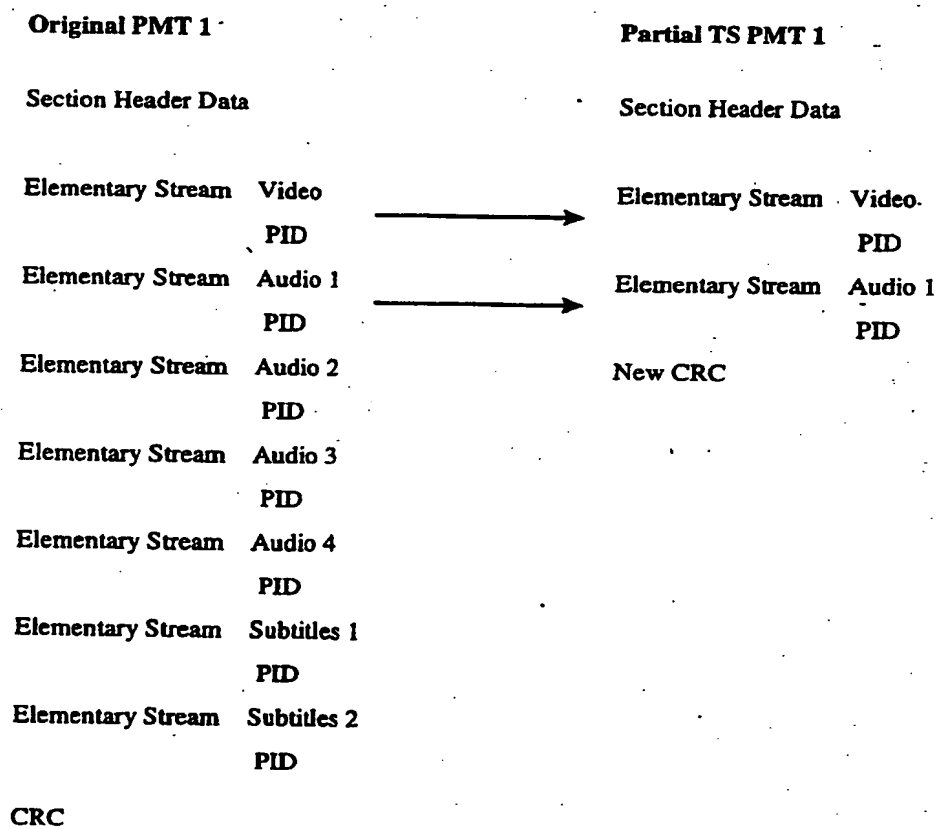 Original PMT 1
Section Header Data
Elementary Stream Video
PID
Elementary Stream Audio 1
PID
Elementary Stream Audio 2
PID
Elementary Stream Audio 3
PID
Elementary Stream Audio 4
PID
Elementary Stream Subtitles 1
PID
Elementary Stream Subtitles 2
PID
CRC
Partial TS PMT 1
Section Header Data
Elementary Stream Video
PID
Elementary Stream Audio 1
PID
New CRC